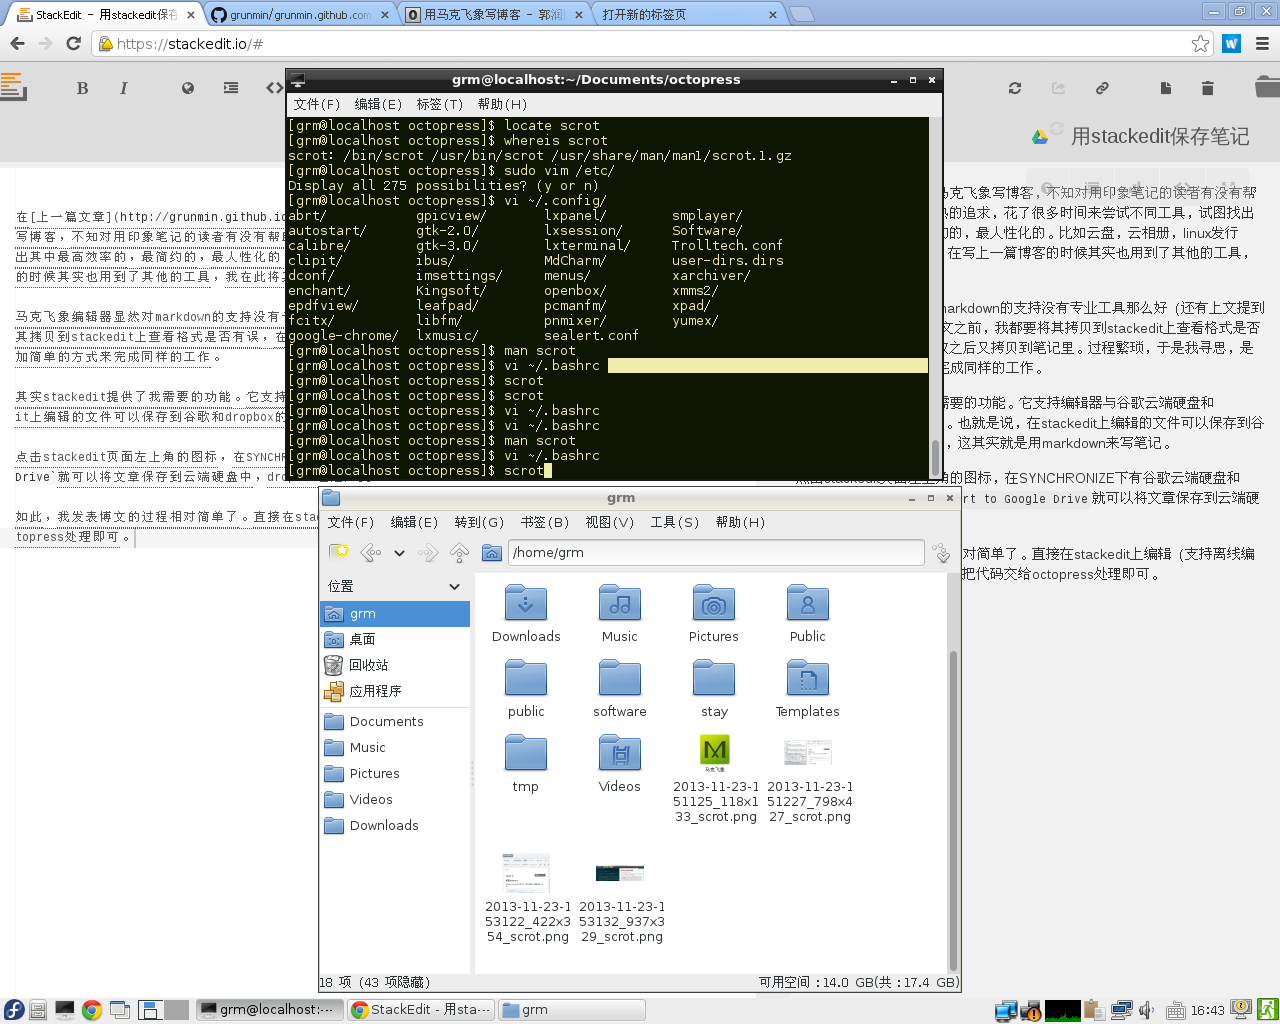 StackEdit - 用stackedit保存
grunmin/grunmin.github.com
用马克飞象写博客 - 郭润
打开新的标签页
https://stackedit.io/#
B I
用stackedit保存笔记
grm@localhost:~/Documents/octopress
文件(F) 编辑(E) 标签(T) 帮助(H)
[grm@localhost octopress]$ locate scrot
[grm@localhost octopress]$ whereis scrot
scrot: /bin/scrot /usr/bin/scrot /usr/share/man/man1/scrot.1.gz
[grm@localhost octopress]$ sudo vim /etc/
Display all 275 possibilities? (y or n)
[grm@localhost octopress]$ vi ~/.config/
abrt/ gpicview/ lxpanel/ smplayer/
autostart/ gtk-2.0/ lxsession/ Software/
calibre/ gtk-3.0/ lxterminal/ Trolltech.conf
clipit/ ibus/ MdCharm/ user-dirs.dirs
dconf/ imsettings/ menus/ xarchiver/
enchant/ Kingsoft/ openbox/ xmms2/
epdfview/ leafpad/ pcmanfm/ xpad/
fcitx/ libfm/ pnmixer/ yumex/
google-chrome/ lxmusic/ sealert.conf
[grm@localhost octopress]$ man scrot
[grm@localhost octopress]$ vi ~/.bashrc
[grm@localhost octopress]$ scrot
[grm@localhost octopress]$ scrot
[grm@localhost octopress]$ vi ~/.bashrc
[grm@localhost octopress]$ vi ~/.bashrc
[grm@localhost octopress]$ man scrot
[grm@localhost octopress]$ vi ~/.bashrc
[grm@localhost octopress]$ scrot
在[上一篇文章](http://grunmin.github.io
写博客，不知对用印象笔记的读者有没有帮
出其中最高效率的，最简约的，最人性化的
的时候其实也用到了其他的工具，我在此将
马克飞象编辑器显然对markdown的支持没有
其拷贝到stackedit上查看格式是否有误，在
加简单的方式来完成同样的工作。
其实stackedit提供了我需要的功能。它支持
it上编辑的文件可以保存到谷歌和dropbox的
点击stackedit页面左上角的图标，在SYNCHR
Drive`就可以将文章保存到云端硬盘中，dro
如此，我发表博文的过程相对简单了。直接在stac
topress处理即可。
马克飞象写博客，不知对用印象笔记的读者有没有帮
的追求，花了很多时间来尝试不同工具，试图找出
的，最人性化的。比如云盘，云相册，linux发行
在写上一篇博客的时候其实也用到了其他的工具，
markdown的支持没有专业工具那么好（还有上文提到
文之前，我都要将其拷贝到stackedit上查看格式是否
之后又拷贝到笔记里。过程繁琐，于是我寻思，是
完成同样的工作。
需要的功能。它支持编辑器与谷歌云端硬盘和
。也就是说，在stackedit上编辑的文件可以保存到谷
，这其实就是用markdown来写笔记。
点击stackedit页面左上角的图标，在SYNCHRONIZE下有谷歌云端硬盘和
rt to Google Drive 就可以将文章保存到云端硬
对简单了。直接在stackedit上编辑（支持离线编
把代码交给octopress处理即可。
grm
文件(F) 编辑(E) 转到(G) 书签(B) 视图(V) 工具(S) 帮助(H)
/home/grm
位置
grm
桌面
回收站
应用程序
Documents
Music
Pictures
Videos
Downloads
Downloads Music Pictures Public
public software stay Templates
tmp Videos
马克飞象
2013-11-23-1
51125_118x1
33_scrot.png
2013-11-23-1
51227_798x4
27_scrot.png
2013-11-23-1
53122_422x3
54_scrot.png
2013-11-23-1
53132_937x3
29_scrot.png
18 项 (43 项隐藏)
可用空间：14.0 GB(共：17.4 GB)
grm@localhost:···
StackEdit - 用sta···
grm
16:43